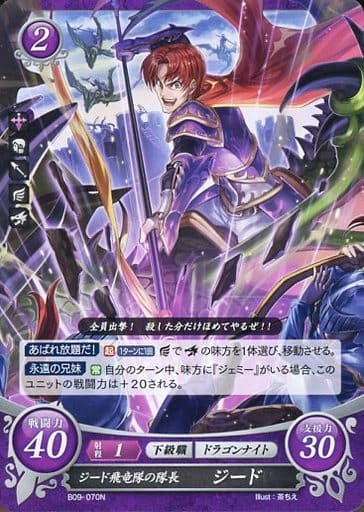 2
全員出撃! 殺した分だけほめてやるぜ!!
あばれ放題だ! 起 1ターンに1回 で の味方を1体選び、移動させる。
永遠の兄妹 常 自分のターン中、味方に『ジェミー』がいる場合、この
ユニットの戦闘力は+20される。
戦闘力
40
射程 1
下級職
ドラゴンナイト
支援力
30
ジード飛竜隊の隊長 ジード
B09-070N
Illust:茶ちえ